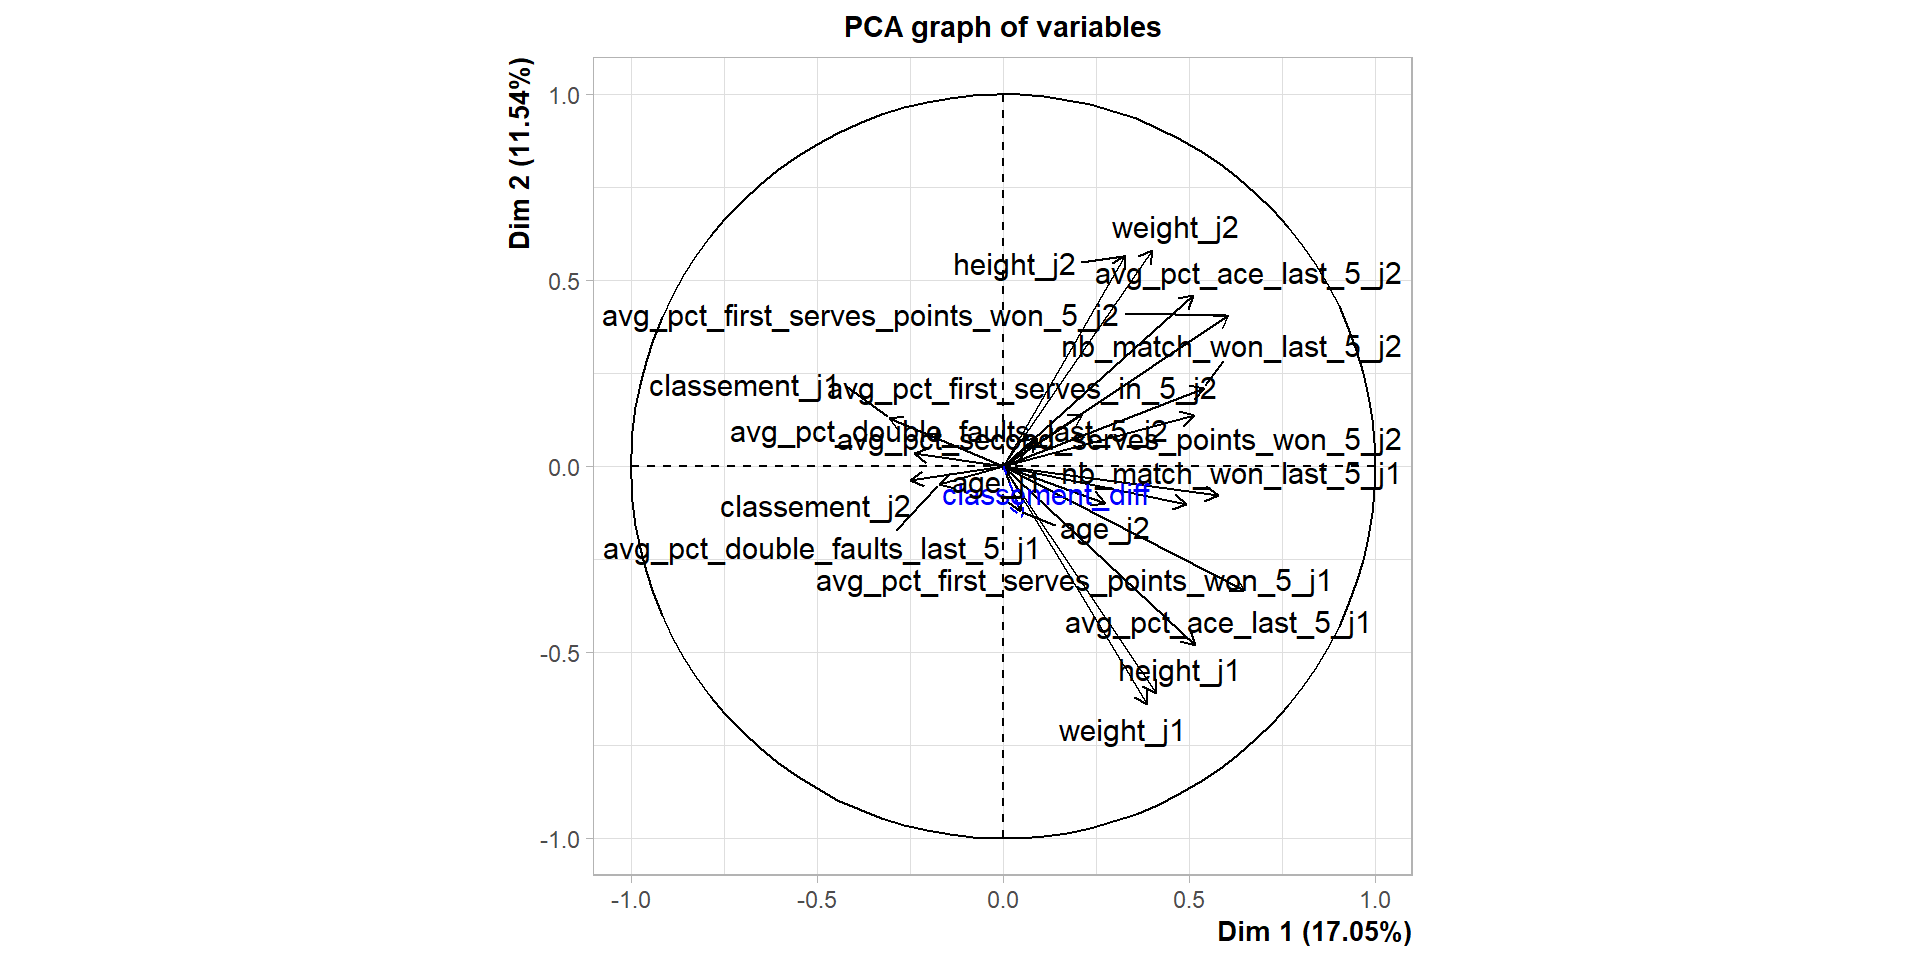 PCA graph of variables
Dim 2 (11.54%)
1.0
0.5
0.0
-0.5
-1.0
weight_j2
height_j2
avg_pct_ace_last_5_j2
avg_pct_first_serves_points_won_5_j2
nb_match_won_last_5_j2
classement_j1
avg_pct_first_serves_in_5_j2
avg_pct_double_faults_last_5_j2
avg_pct_second_serves_points_won_5_j2
nb_match_won_last_5_j1
age_j1
classement_diff
classement_j2
age_j2
avg_pct_double_faults_last_5_j1
avg_pct_first_serves_points_won_5_j1
avg_pct_ace_last_5_j1
height_j1
weight_j1
-1.0
-0.5
0.0
0.5
1.0
Dim 1 (17.05%)